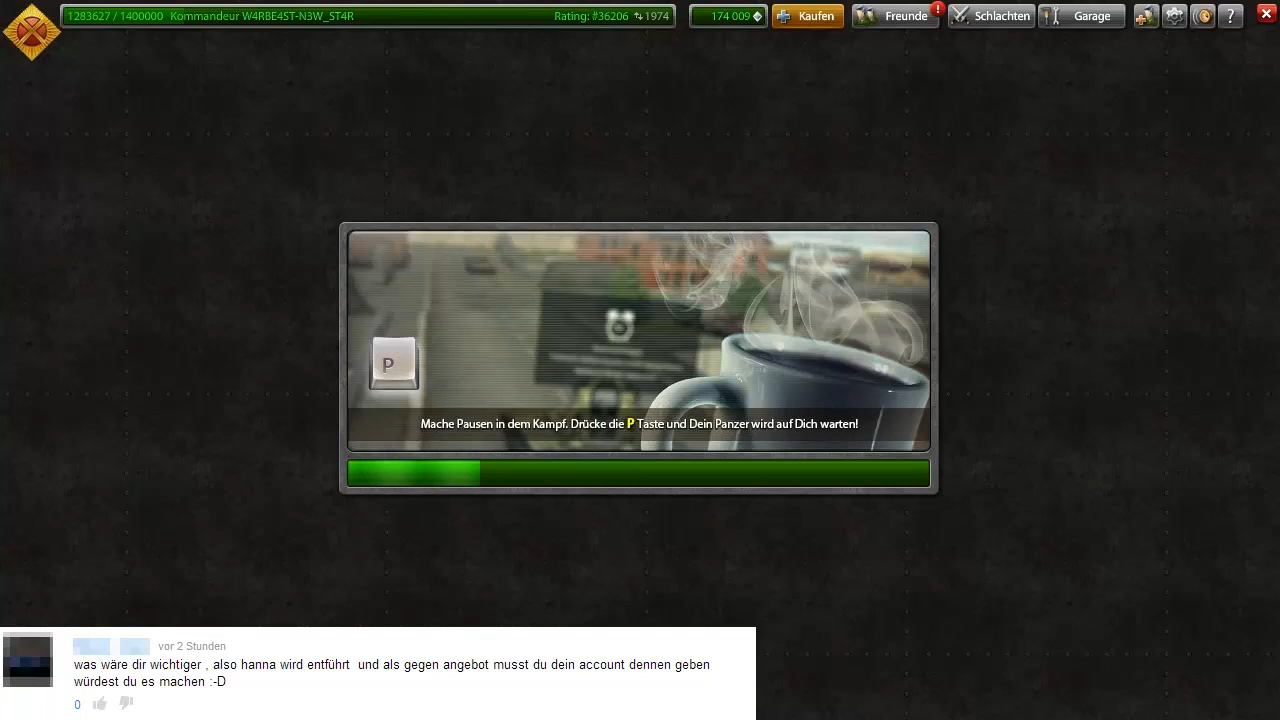 1283627 / 1400000 Kommandeur W4RBE4ST-N3W_ST4R
Rating: #36206 1974
174 009
Kaufen
Freunde
!
Schlachten
Garage
?
P
Mache Pausen in dem Kampf. Drücke die P Taste und Dein Panzer wird auf Dich warten!
vor 2 Stunden
was wäre dir wichtiger , also hanna wird entführt und als gegen angebot musst du dein account dennen geben
würdest du es machen :-D
0